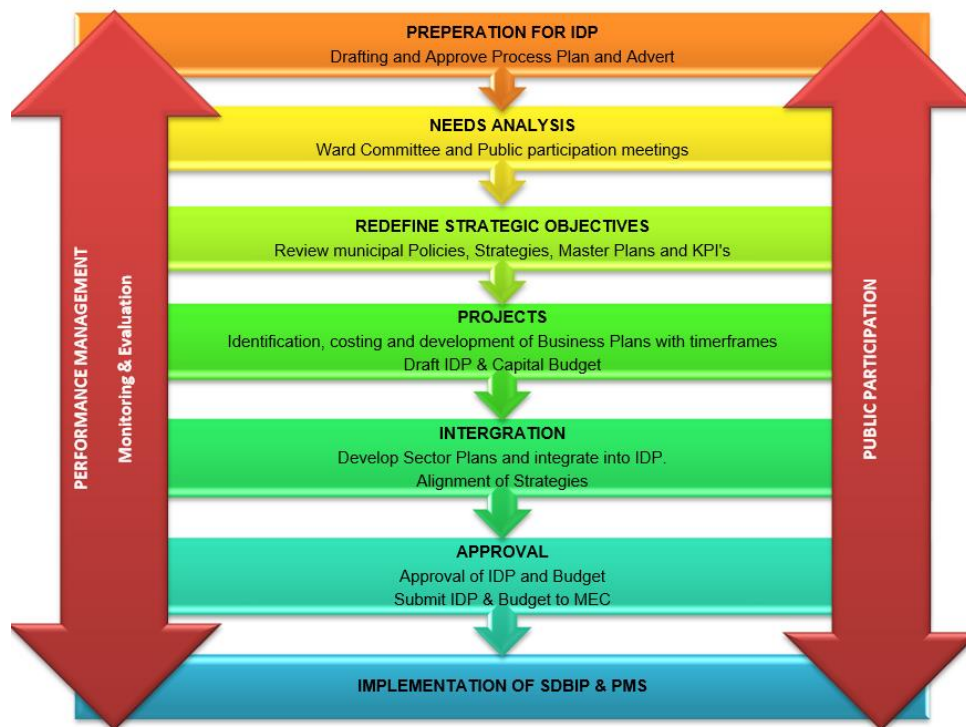 PREPERATION FOR IDP
Drafting and Approve Process Plan and Advert
NEEDS ANALYSIS
Ward Committee and Public participation meetings
REDEFINE STRATEGIC OBJECTIVES
Review municipal Policies, Strategies, Master Plans and KPI's
PROJECTS
Identification, costing and development of Business Plans with timerframes
Draft IDP & Capital Budget
INTERGRATION
Develop Sector Plans and integrate into IDP.
Alignment of Strategies
APPROVAL
Approval of IDP and Budget
Submit IDP & Budget to MEC
IMPLEMENTATION OF SDBIP & PMS
PERFORMANCE MANAGEMENT
Monitoring & Evaluation
PUBLIC PARTICIPATION